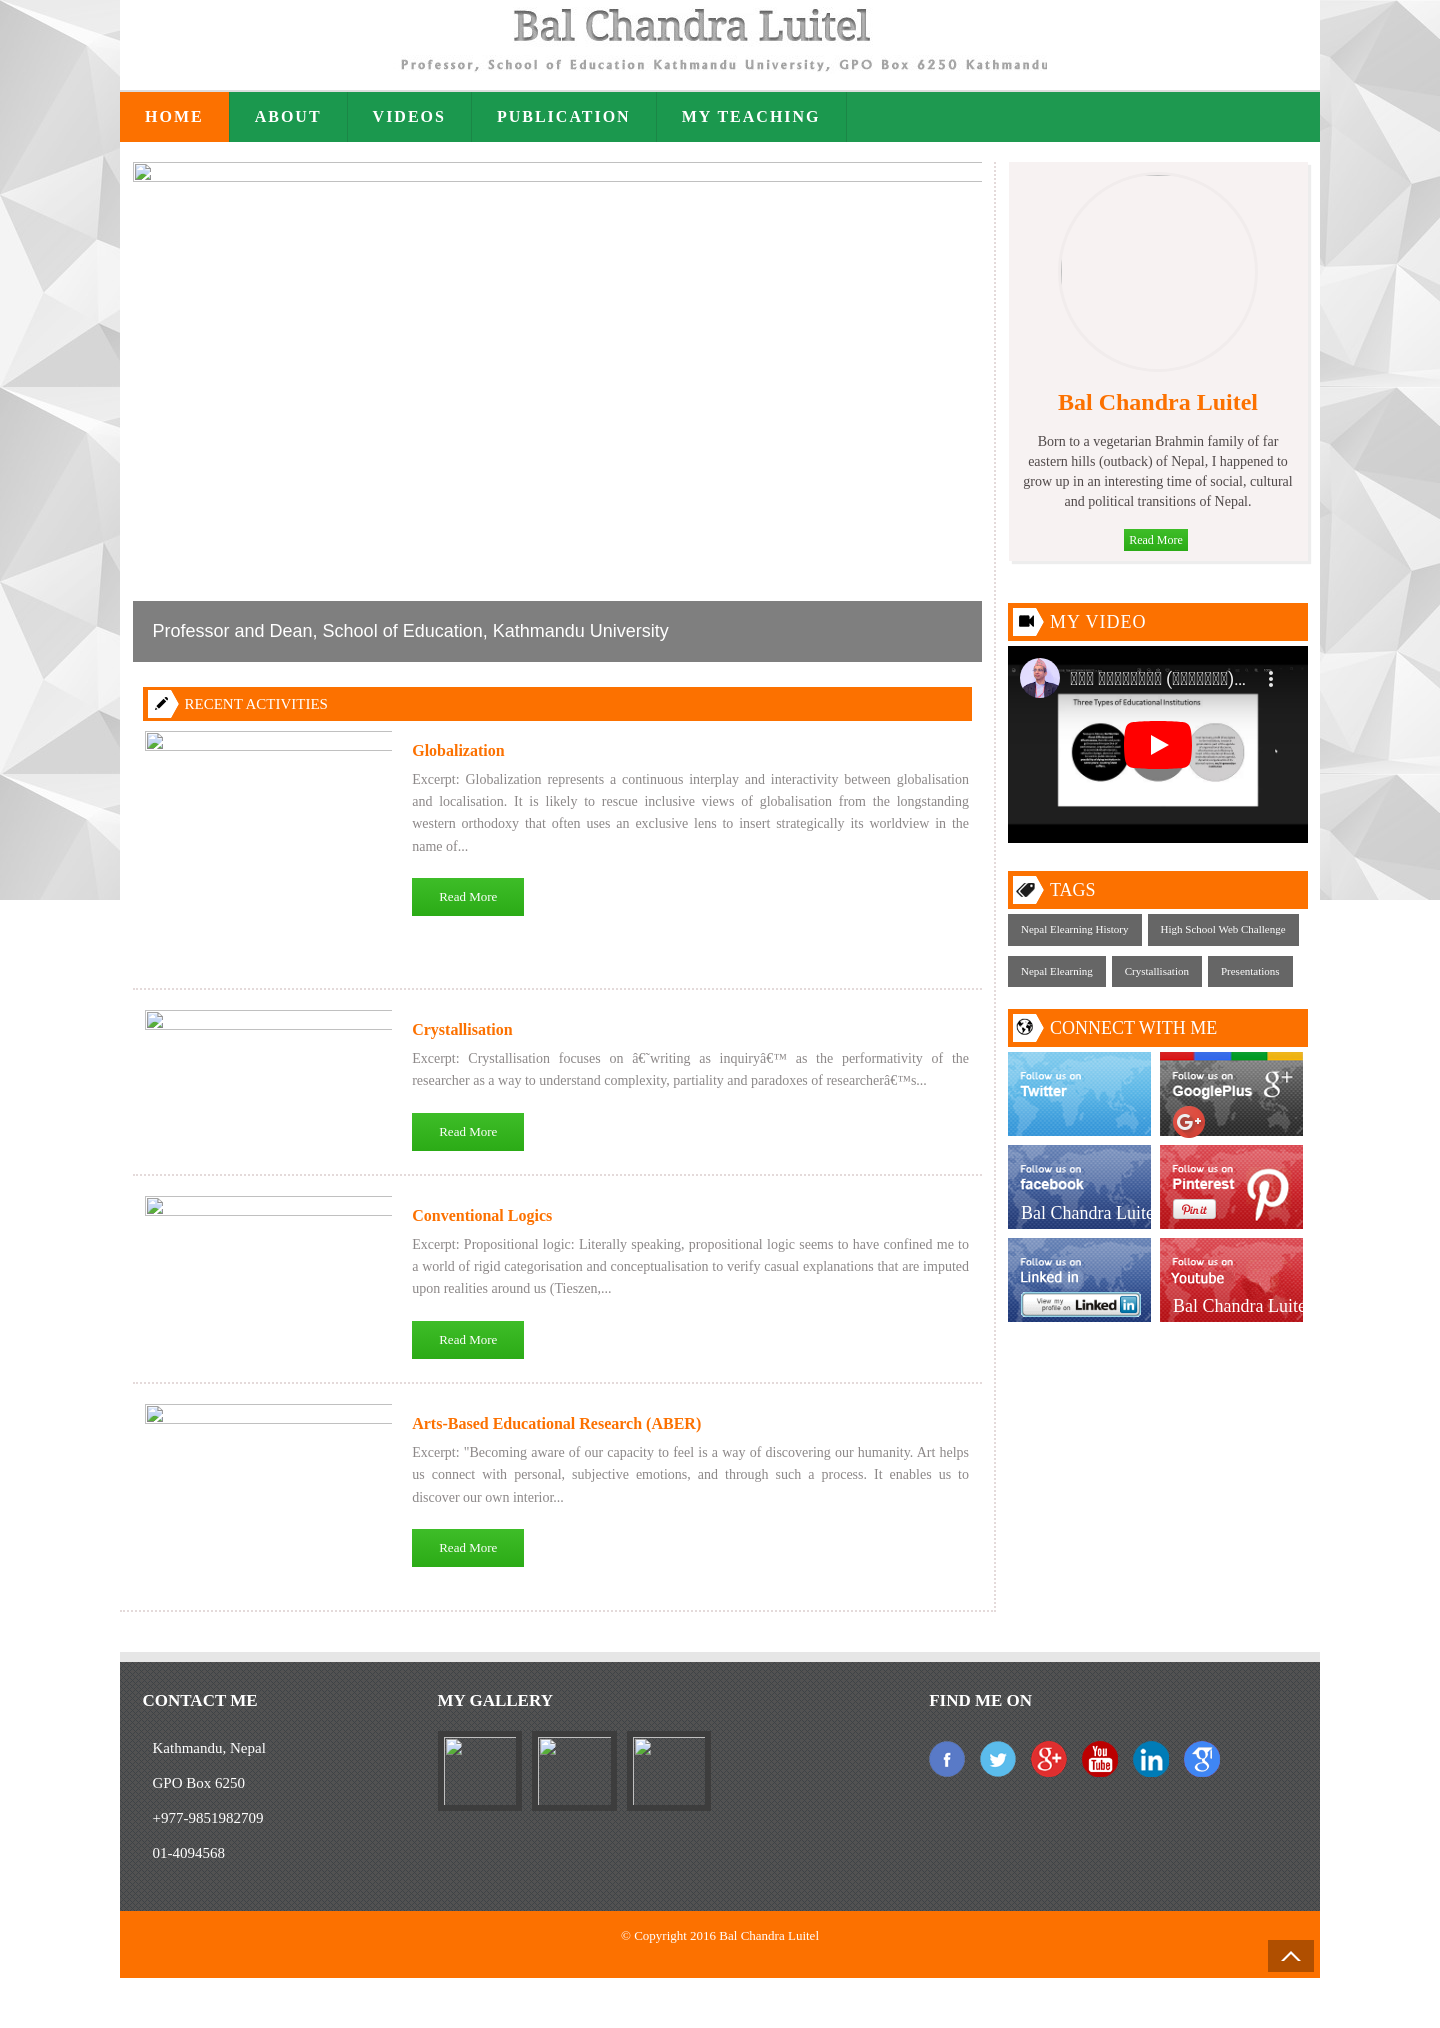 Bal Chandra Luitel
Professor, School of Education Kathmandu University, GPO Box 6250 Kathmandu
HOME
ABOUT
VIDEOS
PUBLICATION
MY TEACHING
Professor and Dean, School of Education, Kathmandu University
RECENT ACTIVITIES
Globalization
Excerpt: Globalization represents a continuous interplay and interactivity between globalisation
and localisation. It is likely to rescue inclusive views of globalisation from the longstanding
western orthodoxy that often uses an exclusive lens to insert strategically its worldview in the
name of...
Read More
Crystallisation
Excerpt: Crystallisation focuses on â€˜writing as inquiryâ€™ as the performativity of the
researcher as a way to understand complexity, partiality and paradoxes of researcherâ€™s...
Read More
Conventional Logics
Excerpt: Propositional logic: Literally speaking, propositional logic seems to have confined me to
a world of rigid categorisation and conceptualisation to verify casual explanations that are imputed
upon realities around us (Tieszen,...
Read More
Arts-Based Educational Research (ABER)
Excerpt: "Becoming aware of our capacity to feel is a way of discovering our humanity. Art helps
us connect with personal, subjective emotions, and through such a process. It enables us to
discover our own interior...
Read More
Bal Chandra Luitel
Born to a vegetarian Brahmin family of far
eastern hills (outback) of Nepal, I happened to
grow up in an interesting time of social, cultural
and political transitions of Nepal.
Read More
MY VIDEO
Three Types of Educational Institutions
TAGS
Nepal Elearning History
High School Web Challenge
Nepal Elearning
Crystallisation
Presentations
CONNECT WITH ME
Follow us on
Twitter
Follow us on
GooglePlus
g+
G+
Follow us on
facebook
Bal Chandra Luite
Follow us on
Pinterest
Pin it
Follow us on
Linked in
View my
profile on Linked in
Follow us on
Youtube
Bal Chandra Luite
CONTACT ME
Kathmandu, Nepal
GPO Box 6250
+977-9851982709
01-4094568
MY GALLERY
FIND ME ON
f
g+
You
Tube
in
g
© Copyright 2016 Bal Chandra Luitel